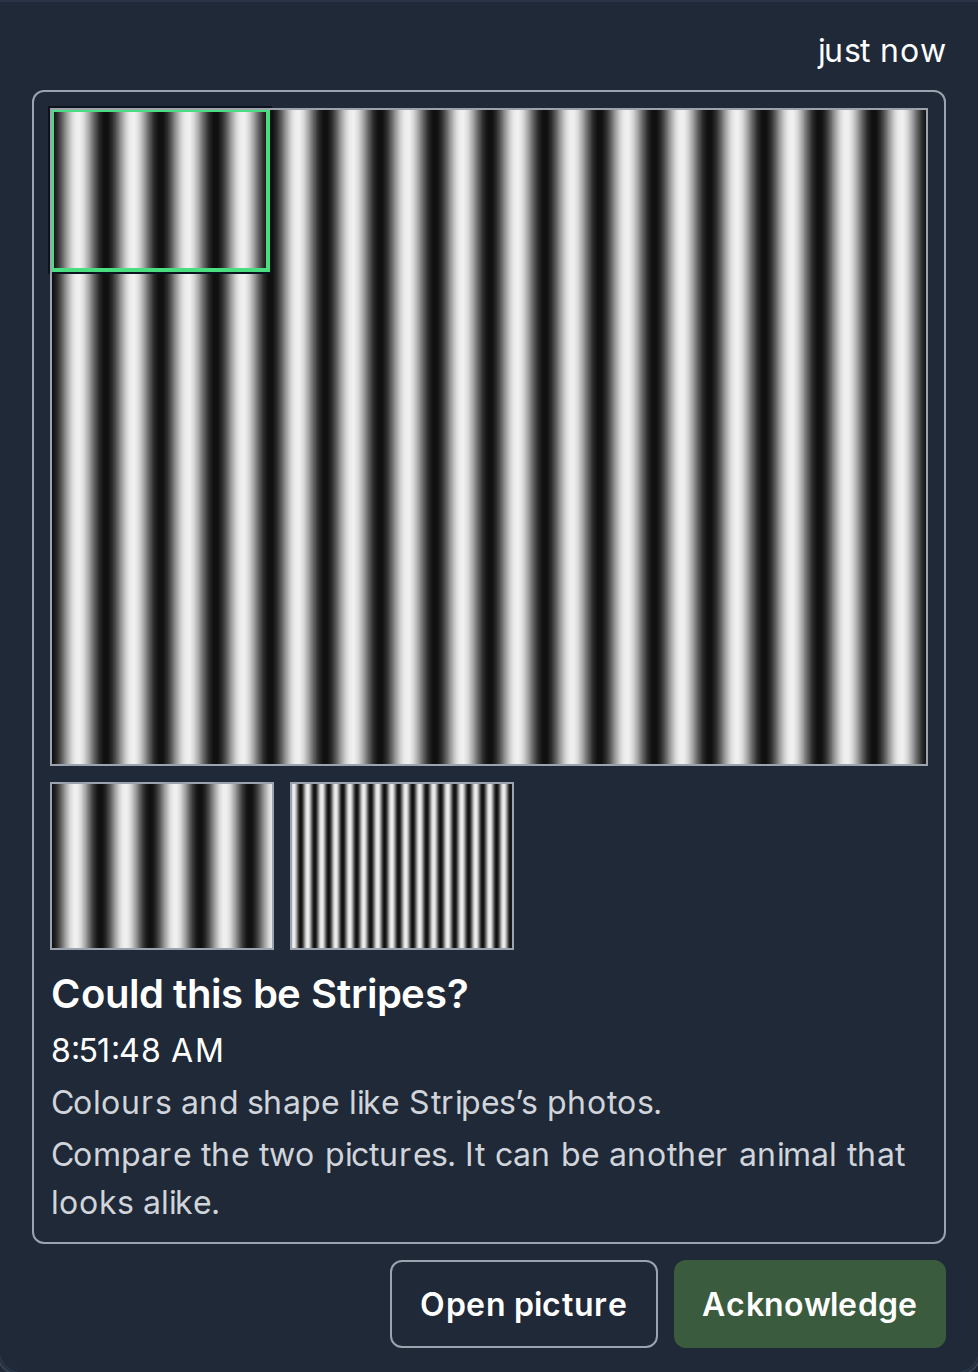 just now
Could this be Stripes?
8:51:48 AM
Colours and shape like Stripes’s photos.
Compare the two pictures. It can be another animal that
looks alike.
Open picture
Acknowledge